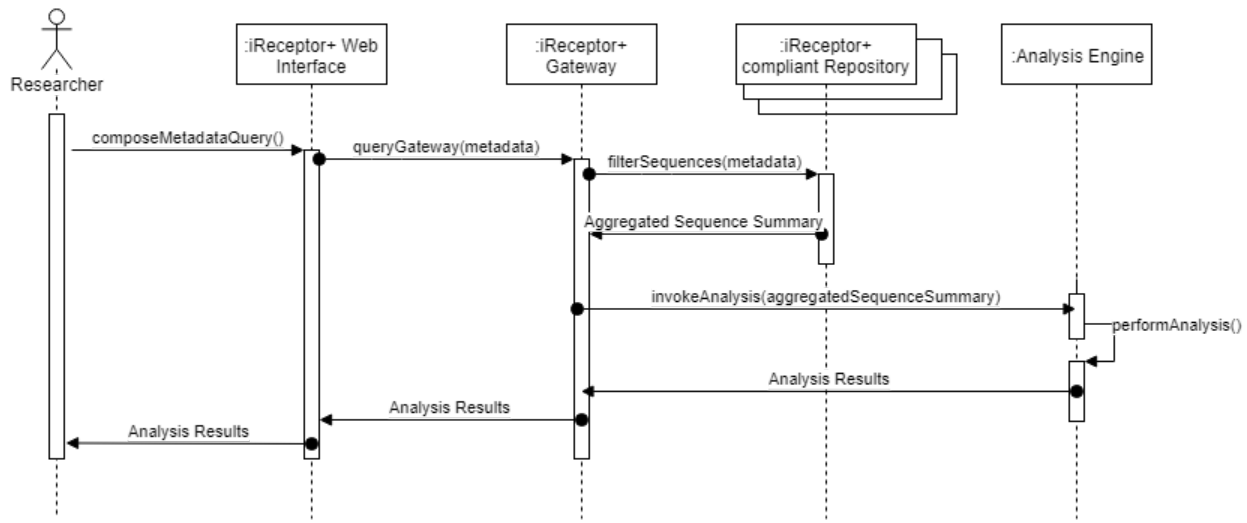 Researcher
:iReceptor+ Web
Interface
:iReceptor+
Gateway
:iReceptor+
compliant Repository
:Analysis Engine
composeMetadataQuery()
queryGateway(metadata)
filterSequences(metadata)
Aggregated Sequence Summary
invokeAnalysis(aggregatedSequenceSummary)
performAnalysis()
Analysis Results
Analysis Results
Analysis Results